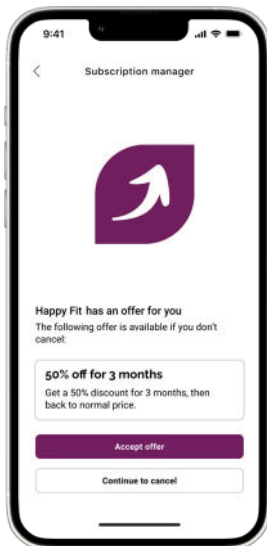 9:41
Subscription manager
Happy Fit has an offer for you
The following offer is available if you don't
cancel:
50% off for 3 months
Get a 50% discount for 3 months, then
back to normal price.
Accept offer
Continue to cancel